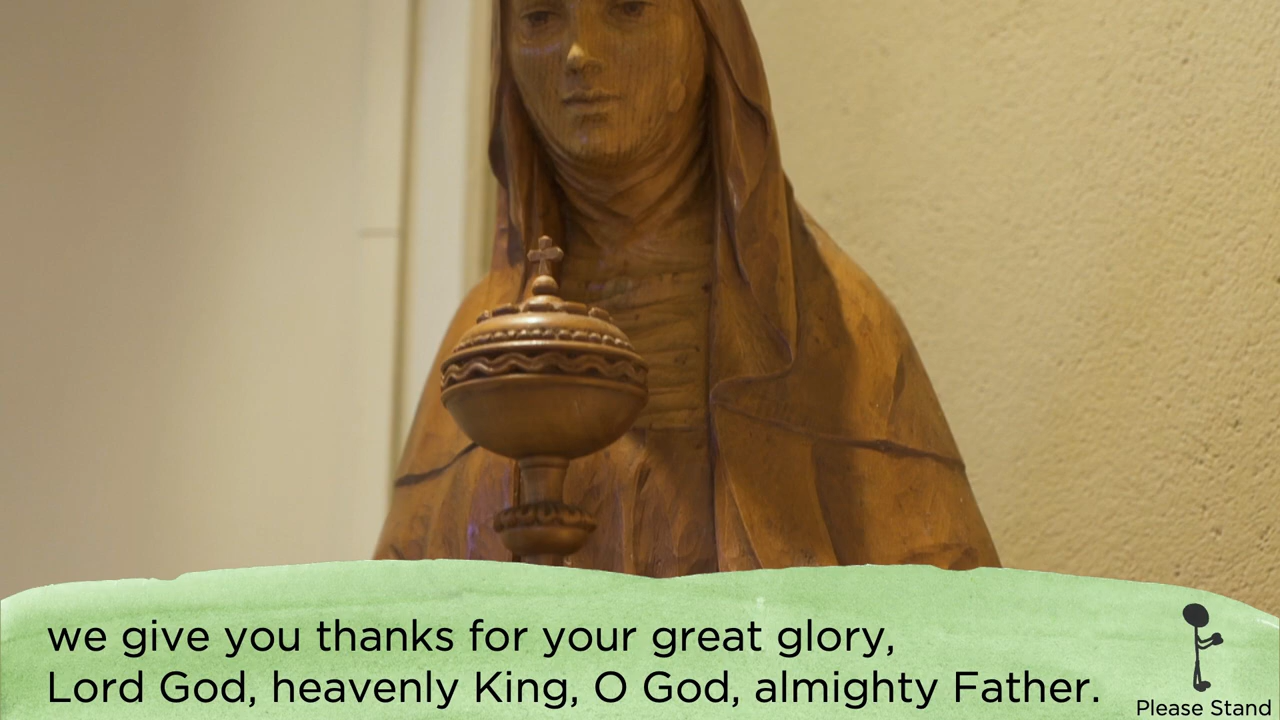 we give you thanks for your great glory,
Lord God, heavenly King, O God, almighty Father.
Please Stand